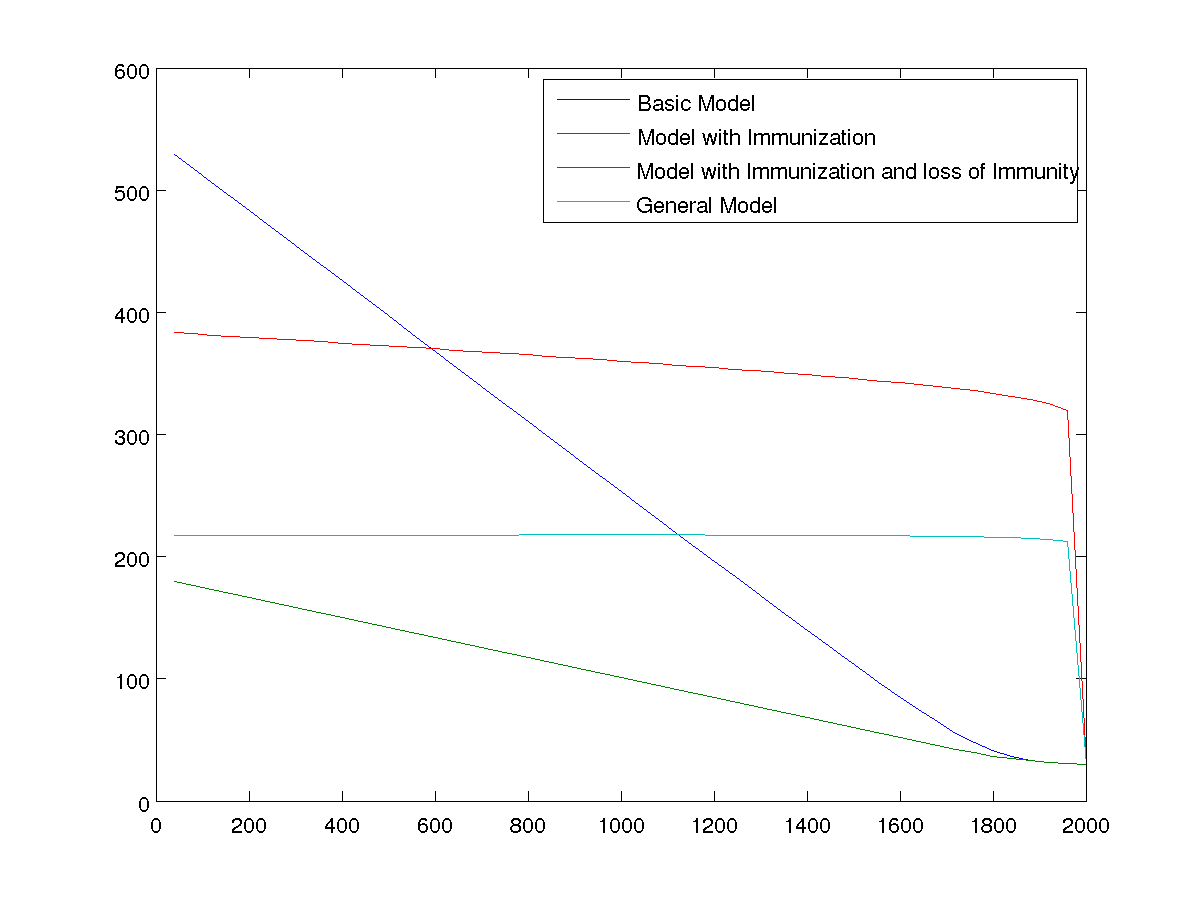 600
500
400
300
200
100
0
Basic Model
Model with Immunization
Model with Immunization and loss of Immunity
General Model
0 200 400 600 800 1000 1200 1400 1600 1800 2000